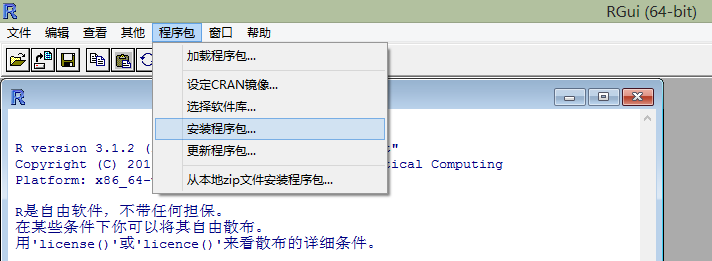 RGui (64-bit)
文件 编辑 查看 其他 程序包 窗口 帮助
加载程序包...
设定CRAN镜像...
选择软件库...
安装程序包...
更新程序包...
从本地zip文件安装程序包...
R version 3.1.2 (
Copyright (C) 201 tical Computing
Platform: x86_64-
R是自由软件，不带任何担保。
在某些条件下你可以将其自由散布。
用'license()'或'licence()'来看散布的详细条件。